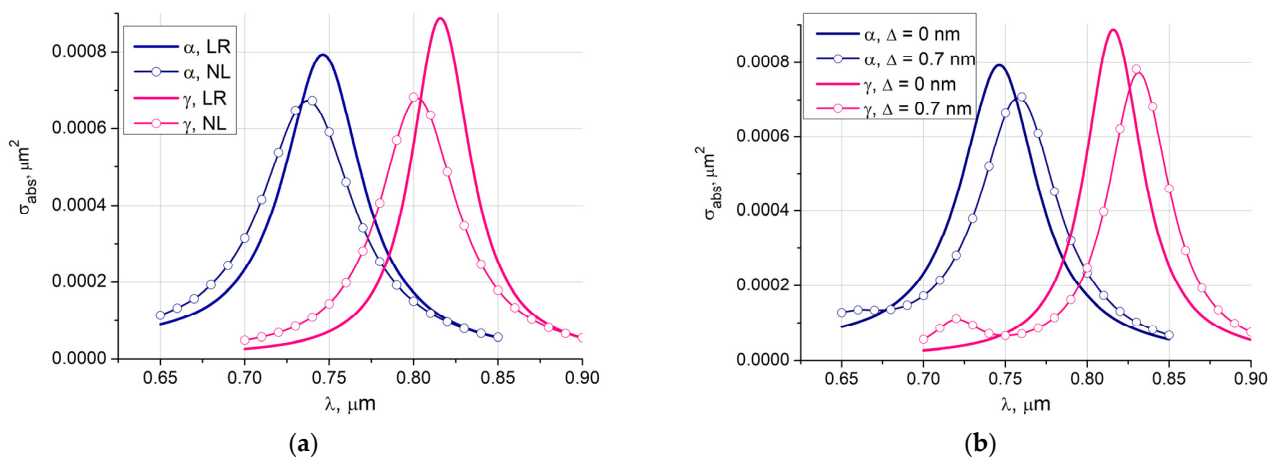 α, LR
α, NL
γ, LR
γ, NL
0.0008
0.0006
0.0004
0.0002
0.0000
σabs, μm²
0.65 0.70 0.75 0.80 0.85 0.90
λ, μm
(a)
α, Δ = 0 nm
α, Δ = 0.7 nm
γ, Δ = 0 nm
γ, Δ = 0.7 nm
0.0008
0.0006
0.0004
0.0002
0.0000
σabs, μm²
0.65 0.70 0.75 0.80 0.85 0.90
λ, μm
(b)